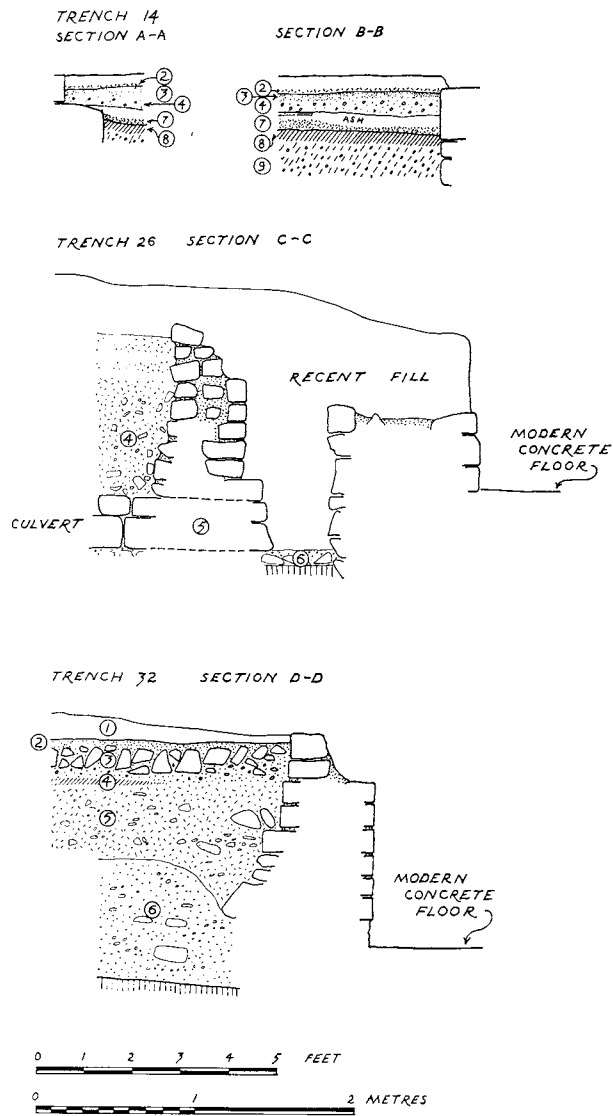 TRENCH 14
SECTION A-A
SECTION B-B
2
3
4
7
8
2
3
4
7
ASH
8
9
TRENCH 26 SECTION C-C
RECENT FILL
4
MODERN
CONCRETE
FLOOR
CULVERT
5
6
TRENCH 32 SECTION D-D
1
2
3
4
5
6
MODERN
CONCRETE
FLOOR
0 1 2 3 4 5 FEET
0 1 2 METRES